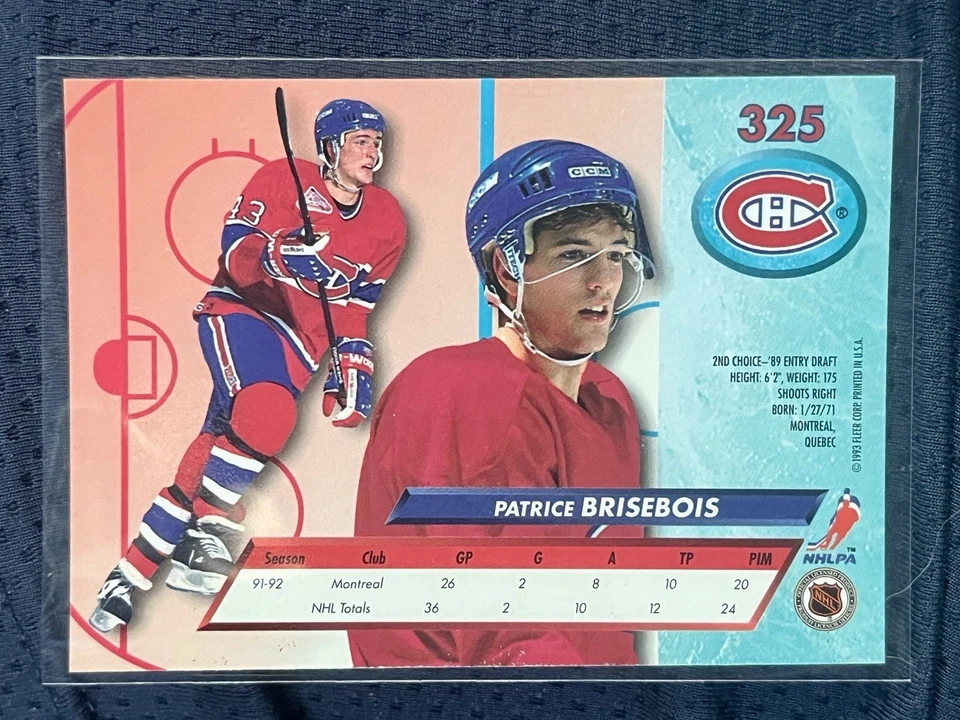 325
®
2ND CHOICE–'89 ENTRY DRAFT
HEIGHT: 6'2", WEIGHT: 175
SHOOTS RIGHT
BORN: 1/27/71
MONTREAL,
QUEBEC
©1993 FLEER CORP. PRINTED IN U.S.A.
43
CCM
PATRICE BRISEBOIS
Season Club GP G A TP PIM
91-92 Montreal 26 2 8 10 20
NHL Totals 36 2 10 12 24
NHLPA™
NHL